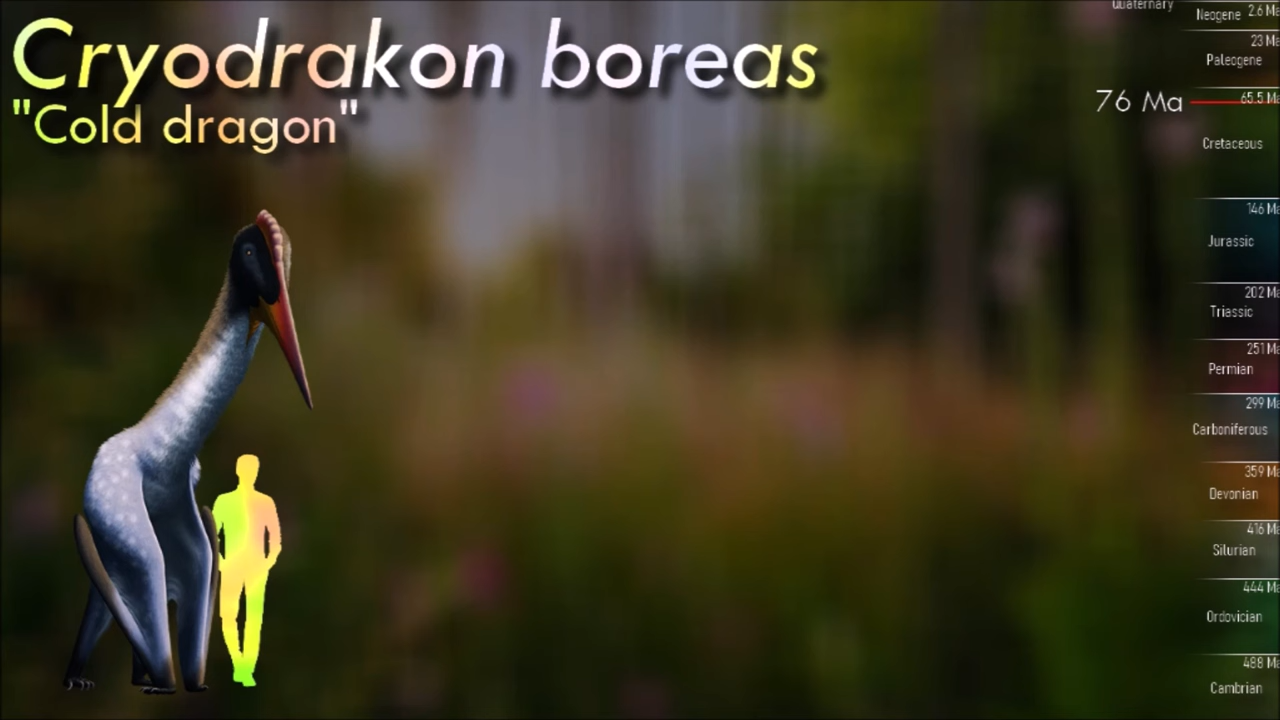 Cryodrakon boreas
"Cold dragon"
Quaternary
Neogene 2.6 Ma
23 Ma
Paleogene
76 Ma
65.5 Ma
Cretaceous
146 Ma
Jurassic
202 Ma
Triassic
251 Ma
Permian
299 Ma
Carboniferous
359 Ma
Devonian
416 Ma
Silurian
444 Ma
Ordovician
488 Ma
Cambrian